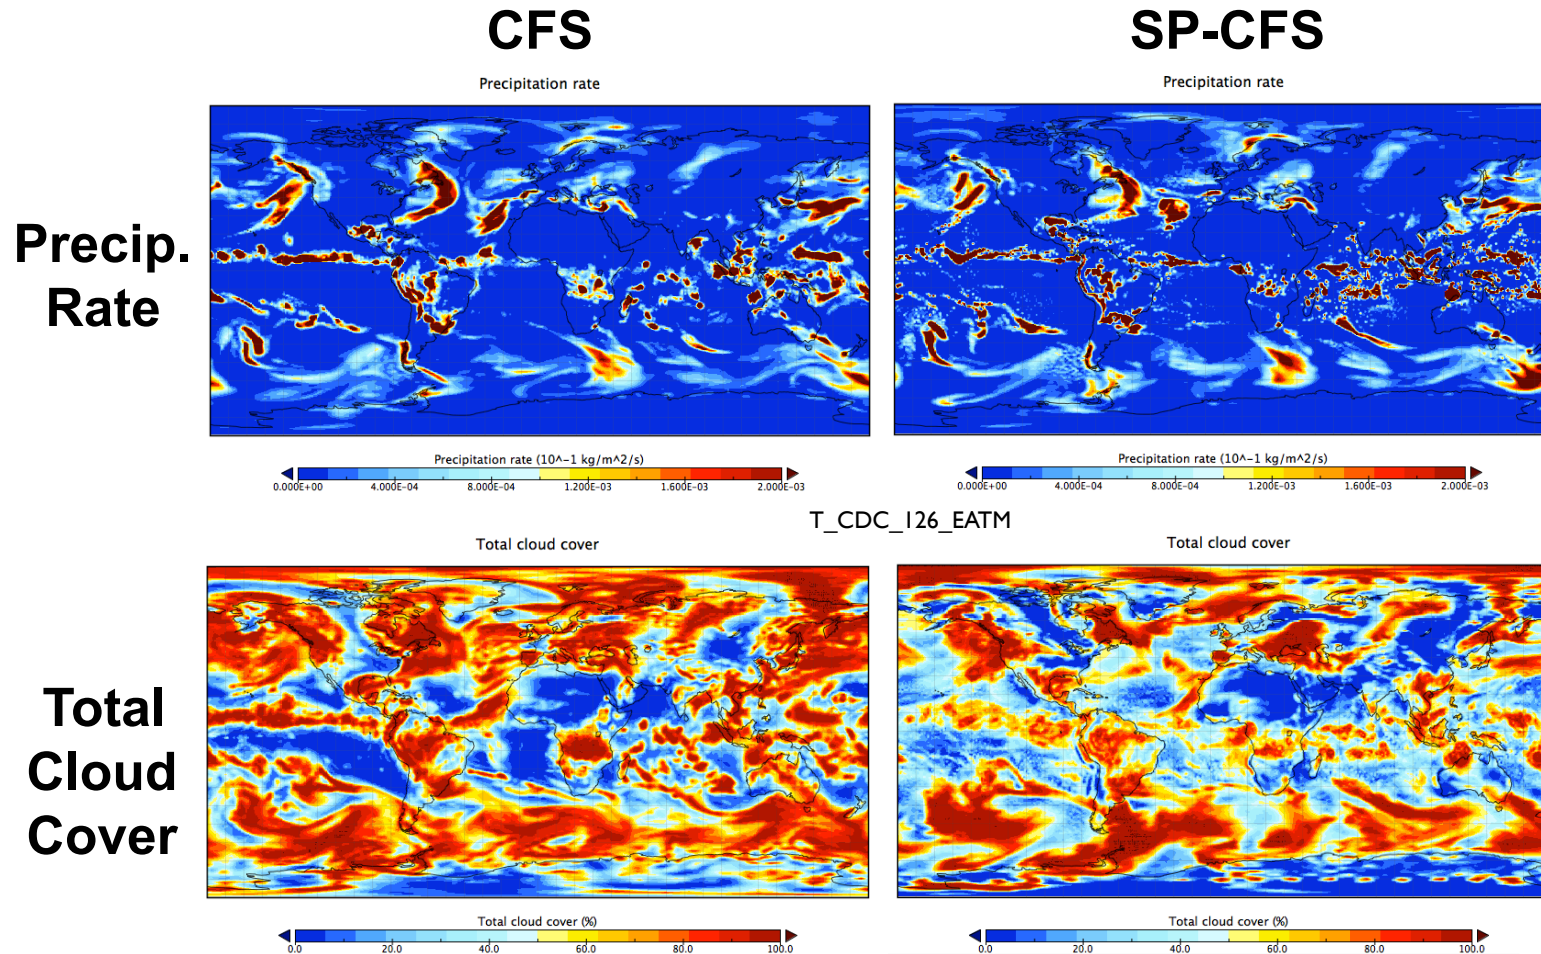 CFS
SP-CFS
Precipitation rate
Precipitation rate
Precip.
Rate
Precipitation rate (10^-1 kg/m^2/s)
0.000E+00 4.000E-04 8.000E-04 1.200E-03 1.600E-03 2.000E-03
Precipitation rate (10^-1 kg/m^2/s)
0.000E+00 4.000E-04 8.000E-04 1.200E-03 1.600E-03 2.000E-03
T_CDC_126_EATM
Total cloud cover
Total cloud cover
Total
Cloud
Cover
Total cloud cover (%)
0.0 20.0 40.0 60.0 80.0 100.0
Total cloud cover (%)
0.0 20.0 40.0 60.0 80.0 100.0